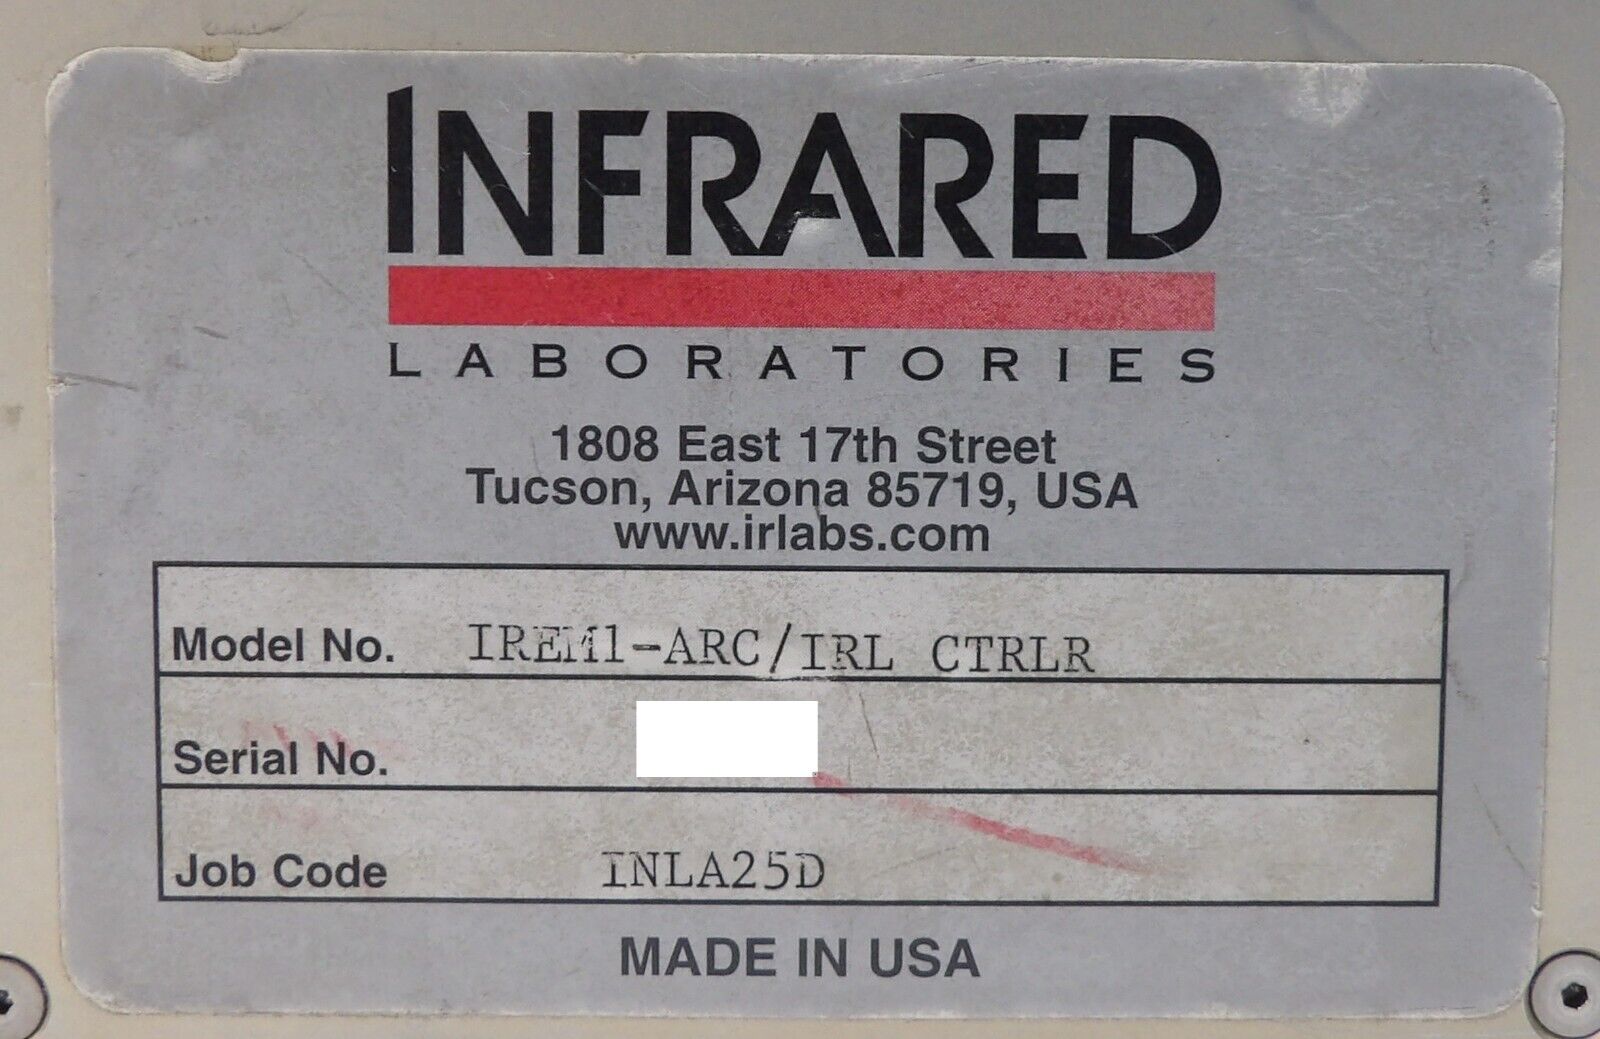 INFRARED
LABORATORIES
1808 East 17th Street
Tucson, Arizona 85719, USA
www.irlabs.com
Model No. IREM1-ARC/IRL CTRLR
Serial No.
Job Code INLA25D
MADE IN USA